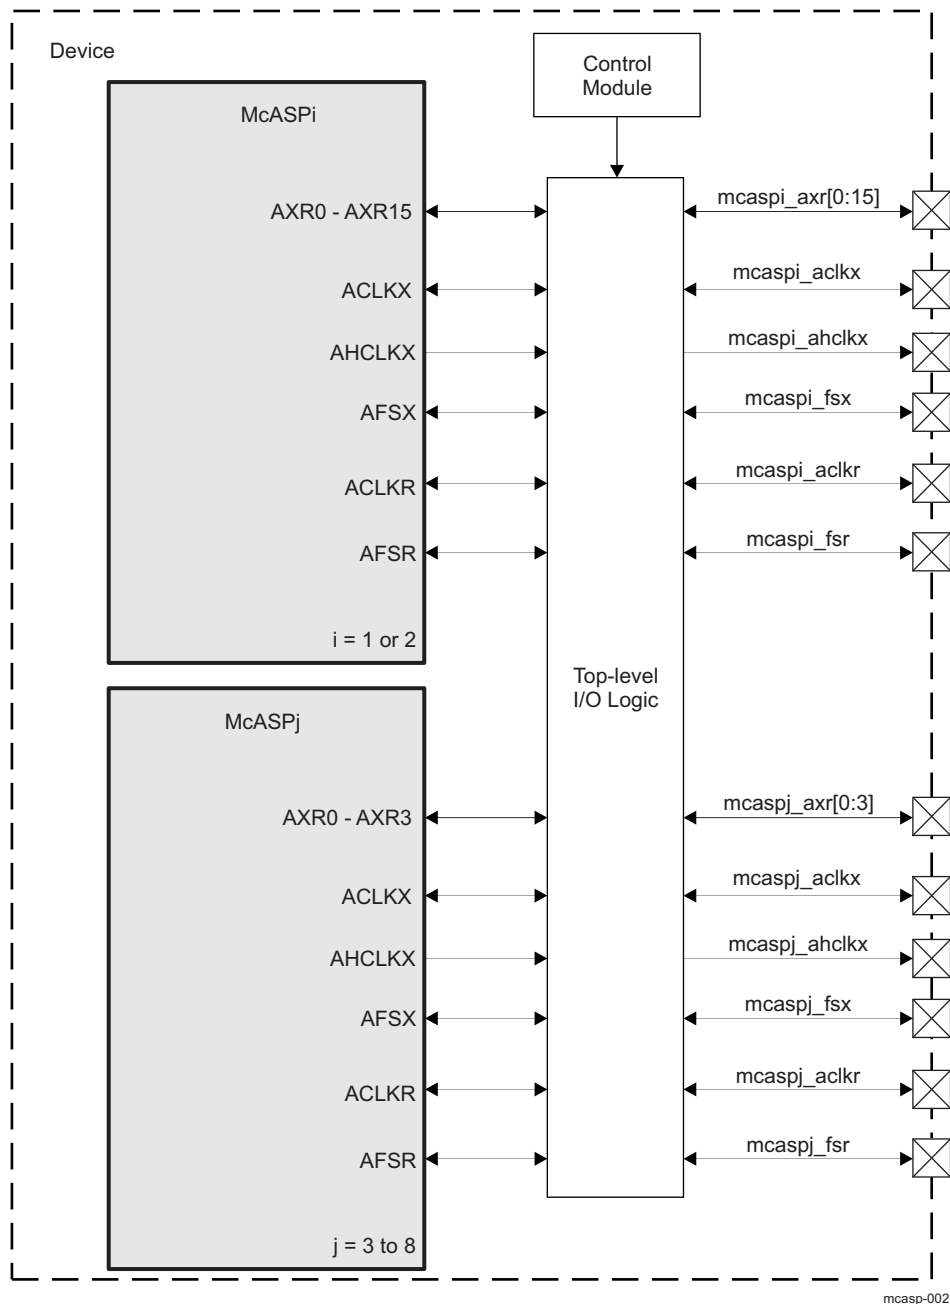 Device
Control
Module
McASPi
AXR0 - AXR15
mcaspi_axr[0:15]
ACLKX
mcaspi_aclkx
AHCLKX
mcaspi_ahclkx
AFSX
mcaspi_fsx
ACLKR
mcaspi_aclkr
AFSR
mcaspi_fsr
i = 1 or 2
Top-level
I/O Logic
McASPj
AXR0 - AXR3
mcaspj_axr[0:3]
ACLKX
mcaspj_aclkx
AHCLKX
mcaspj_ahclkx
AFSX
mcaspj_fsx
ACLKR
mcaspj_aclkr
AFSR
mcaspj_fsr
j = 3 to 8
mcasp-002